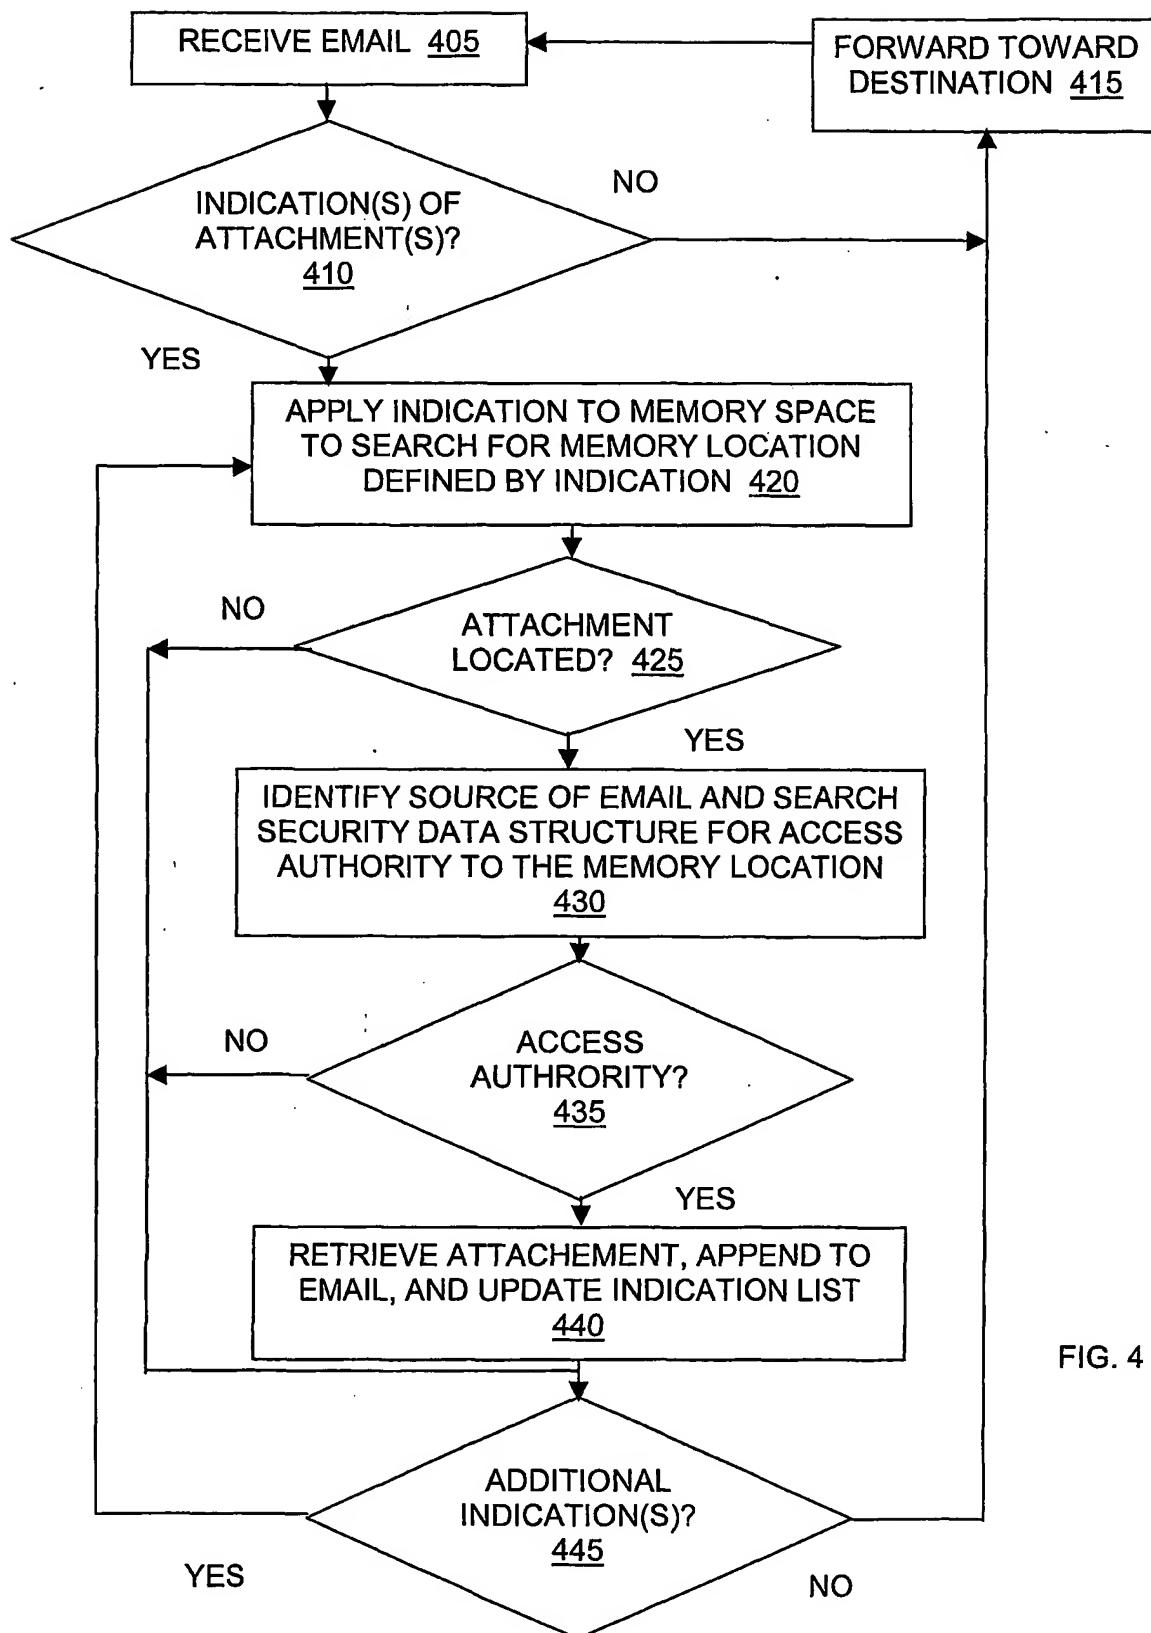 RECEIVE EMAIL 405
FORWARD TOWARD
DESTINATION 415
INDICATION(S) OF
ATTACHMENT(S)?
410
NO
YES
APPLY INDICATION TO MEMORY SPACE
TO SEARCH FOR MEMORY LOCATION
DEFINED BY INDICATION 420
NO
ATTACHMENT
LOCATED? 425
YES
IDENTIFY SOURCE OF EMAIL AND SEARCH
SECURITY DATA STRUCTURE FOR ACCESS
AUTHORITY TO THE MEMORY LOCATION
430
NO
ACCESS
AUTHRORITY?
435
YES
RETRIEVE ATTACHEMENT, APPEND TO
EMAIL, AND UPDATE INDICATION LIST
440
FIG. 4
ADDITIONAL
INDICATION(S)?
445
YES
NO